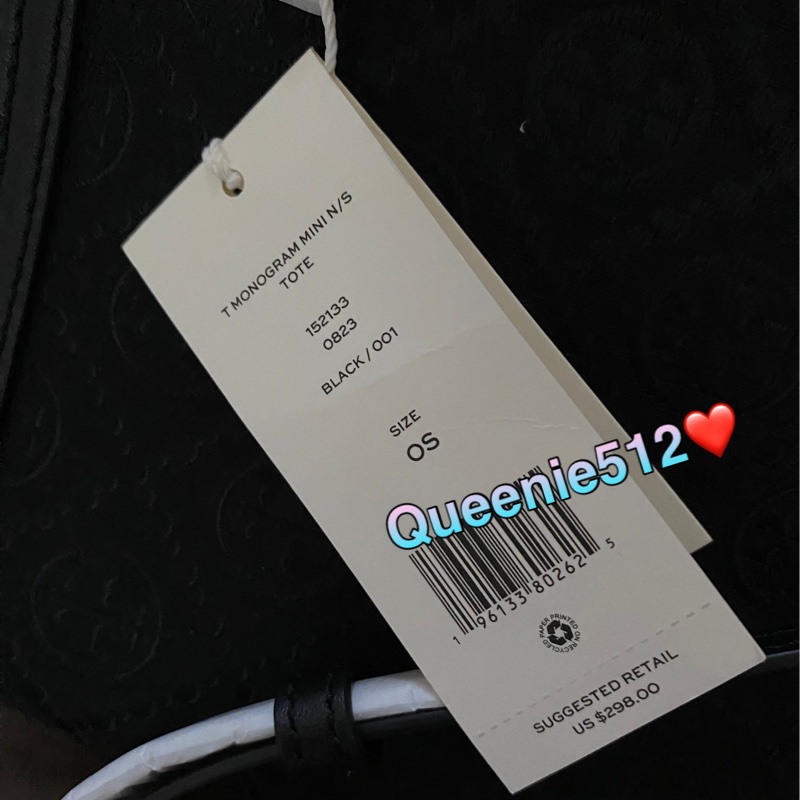 T MONOGRAM MINI N/S
TOTE
152133
0823
BLACK / 001
SIZE
OS
Queenie512❤️
1 96133 80262 5
PAPER PRINTED ON RECYCLED
SUGGESTED RETAIL
US $298.00